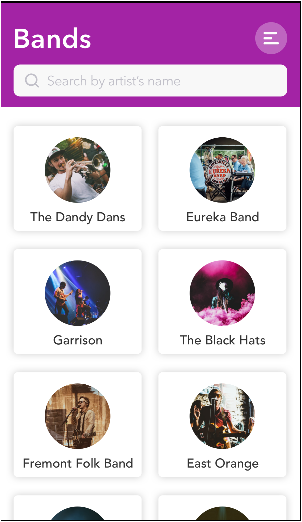 Bands
Search by artist's name
The Dandy Dans
Eureka Band
Garrison
The Black Hats
Fremont Folk Band
East Orange